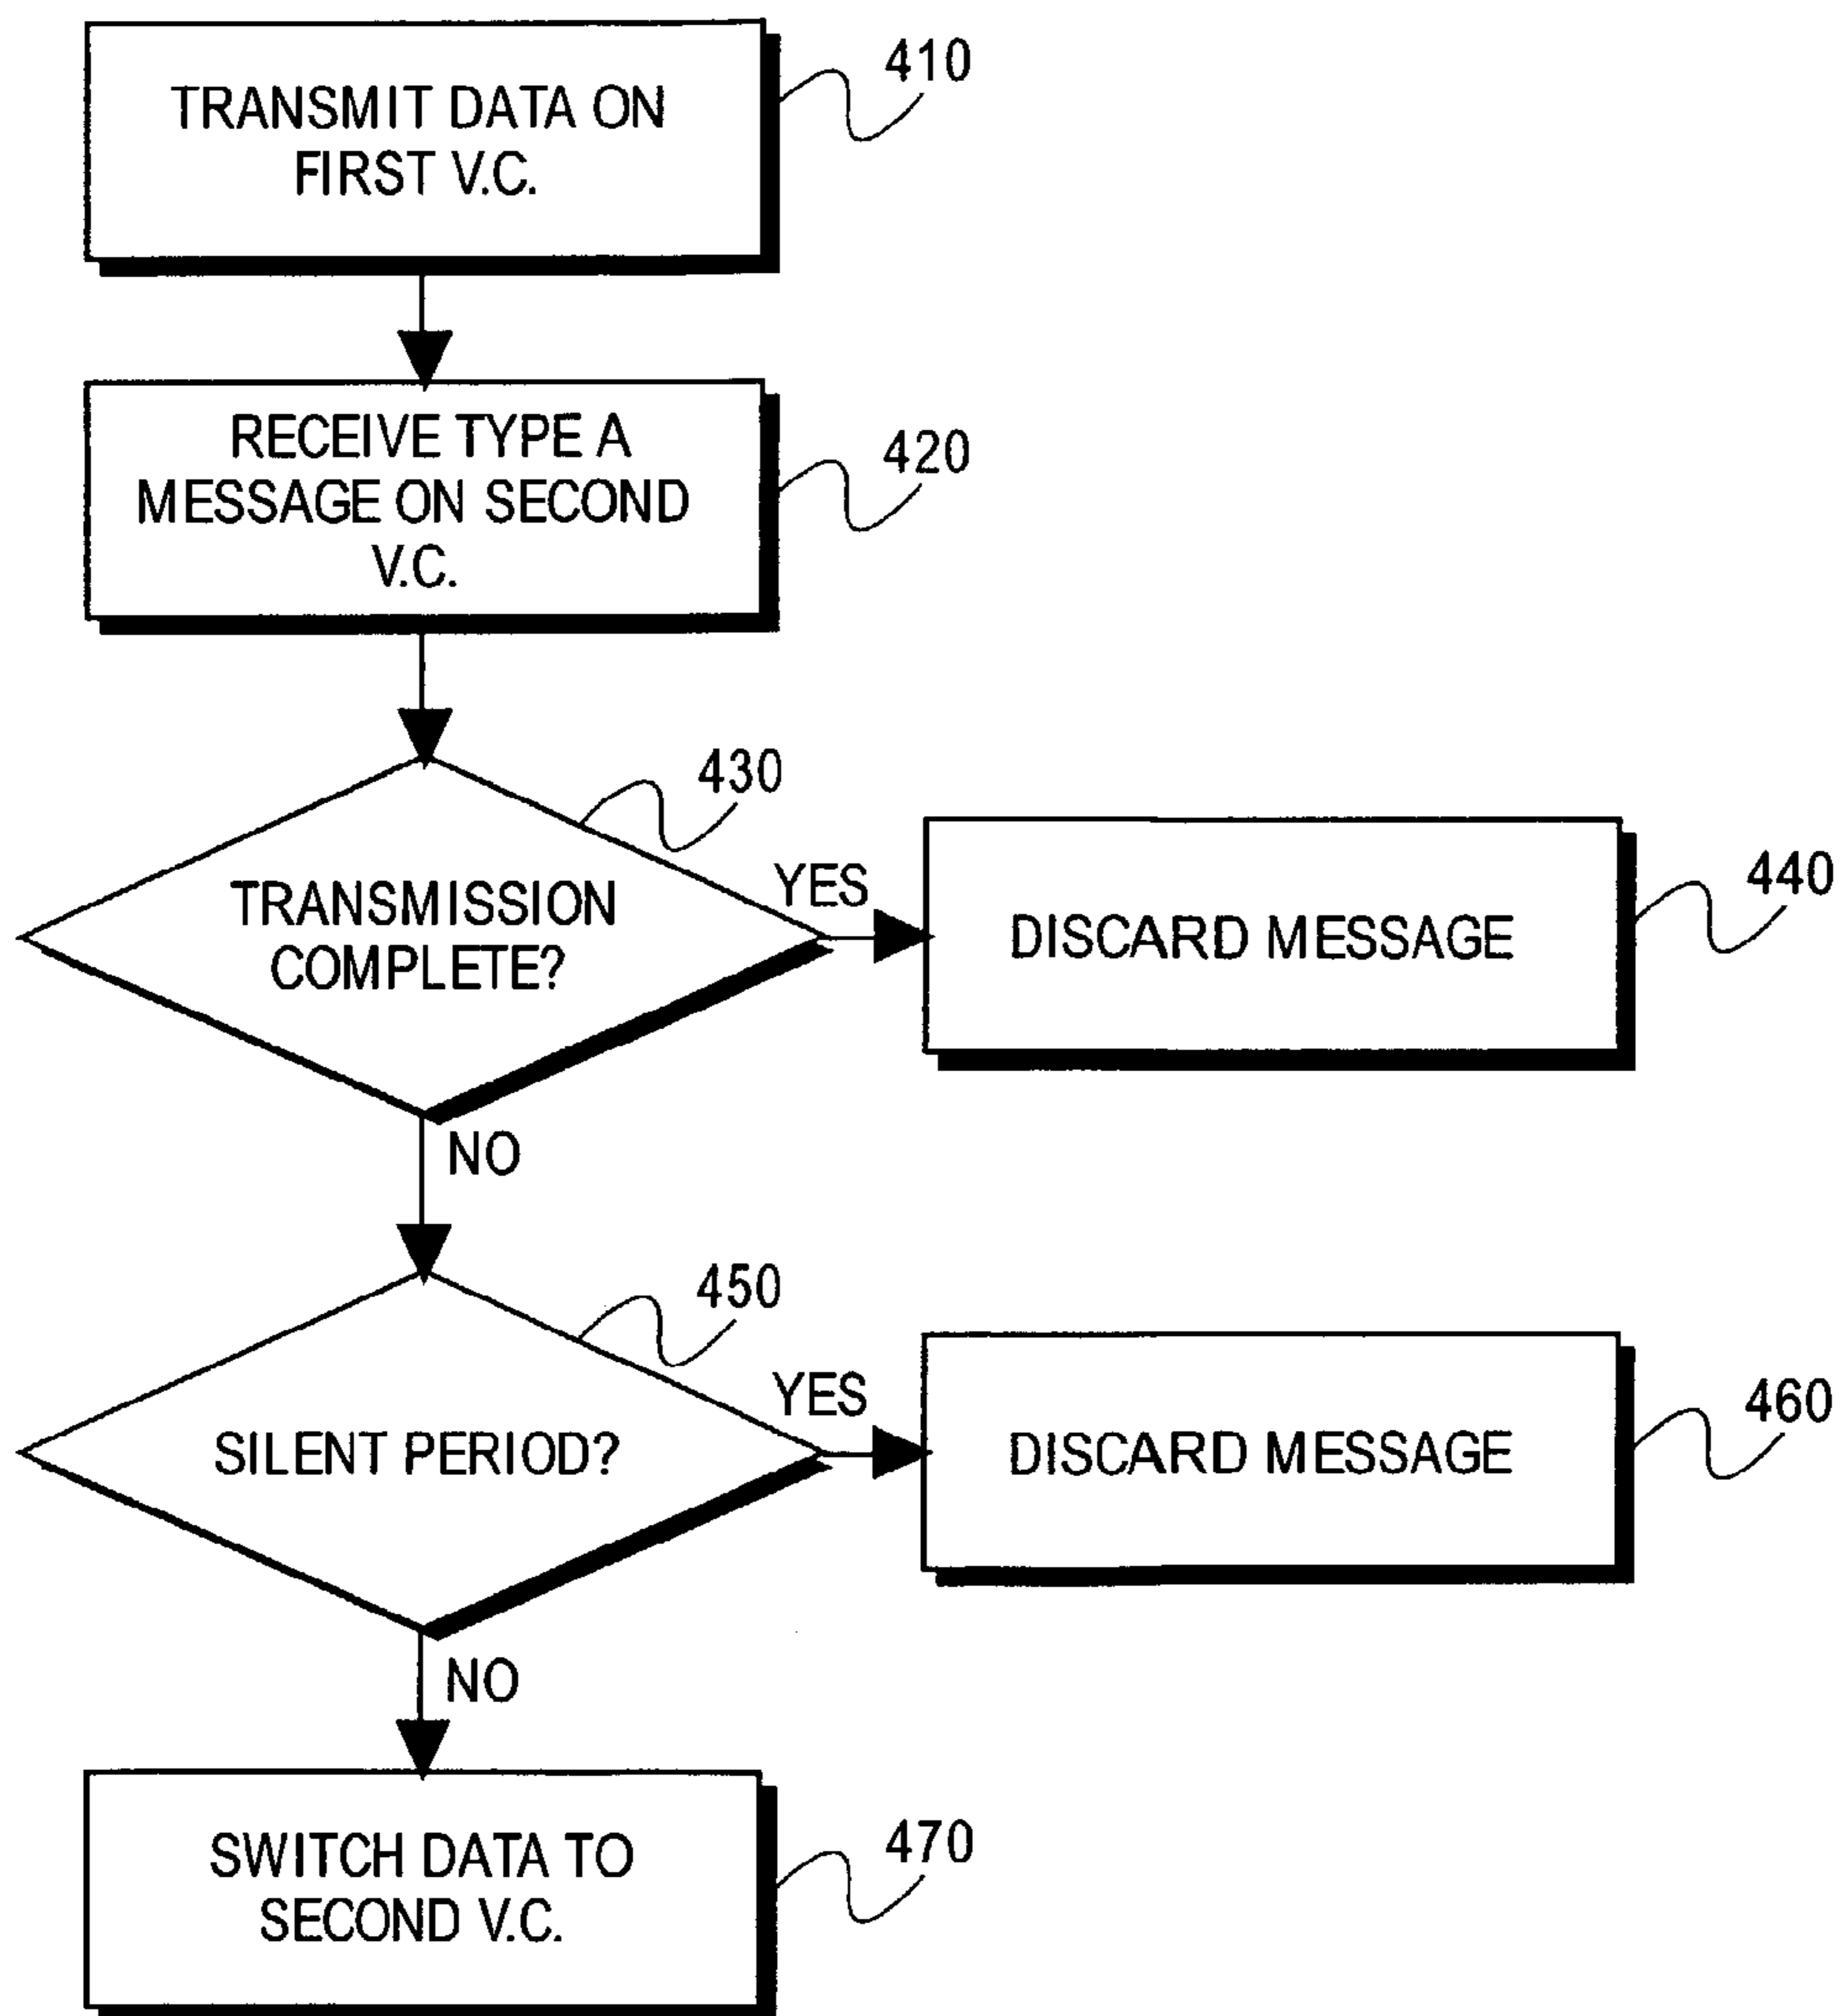 410
TRANSMIT DATA ON
FIRST V.C.
RECEIVE TYPE A
MESSAGE ON SECOND
V.C.
420
430
TRANSMISSION
COMPLETE?
YES
DISCARD MESSAGE
440
NO
450
SILENT PERIOD?
YES
DISCARD MESSAGE
460
NO
SWITCH DATA TO
SECOND V.C.
470